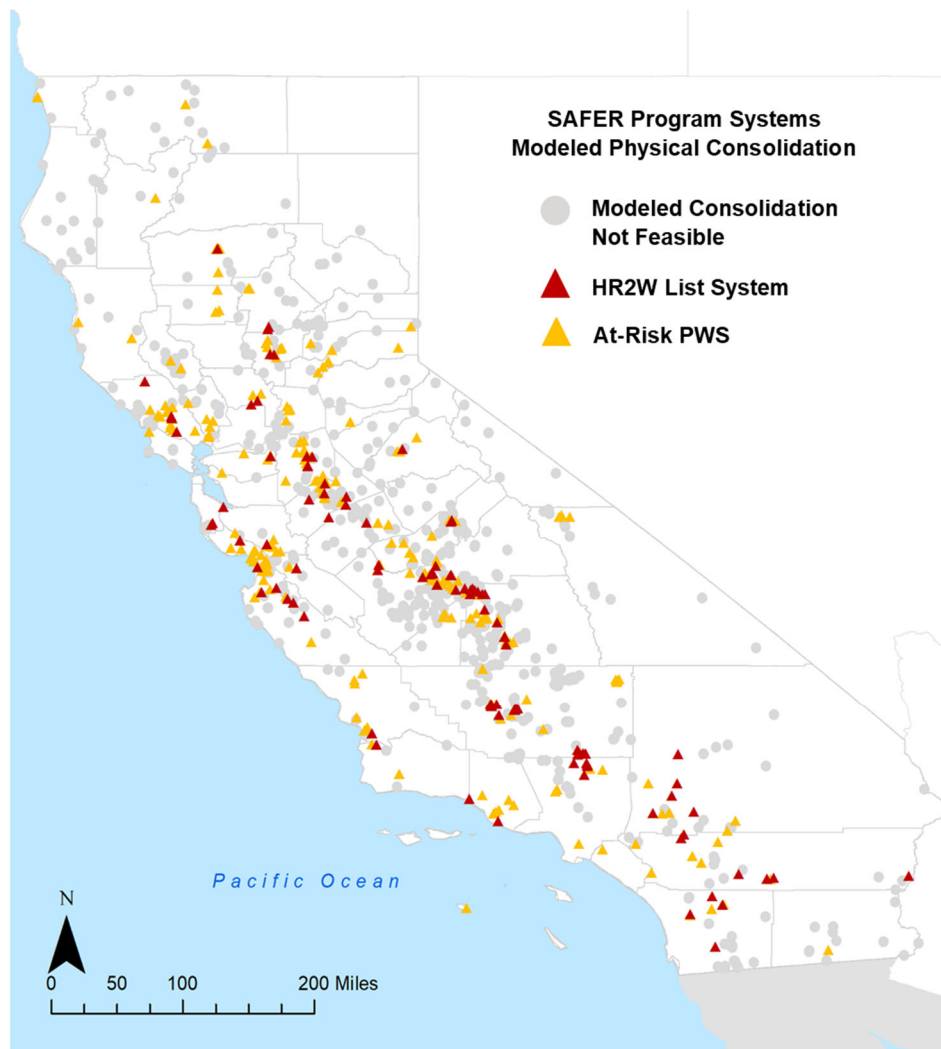 SAFER Program Systems
Modeled Physical Consolidation
Modeled Consolidation
Not Feasible
HR2W List System
At-Risk PWS
Pacific Ocean
N
0 50 100 200 Miles